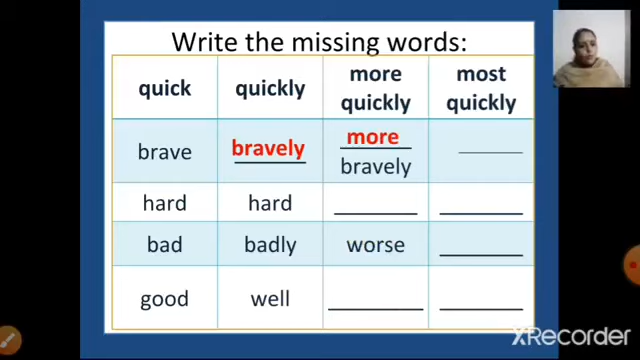 Write the missing words:
quick quickly more quickly most quickly
brave bravely more bravely
hard hard
bad badly worse
good well
XRecorder